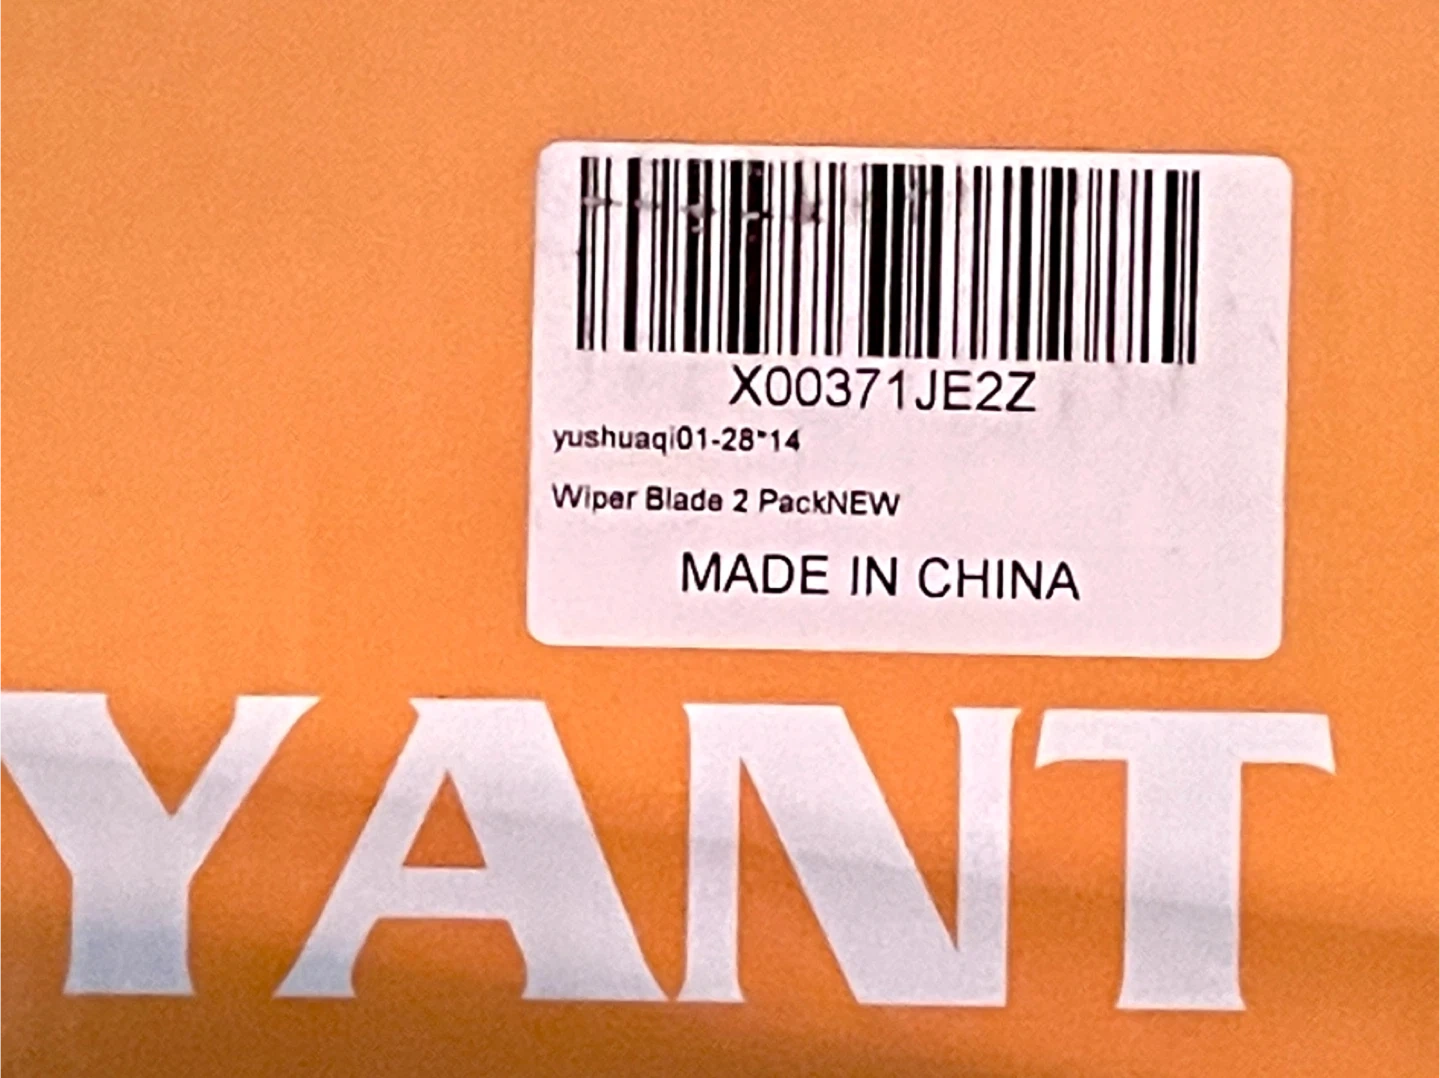 X00371JE2Z
yushuaqi01-28*14
Wiper Blade 2 PackNEW
MADE IN CHINA
YANT